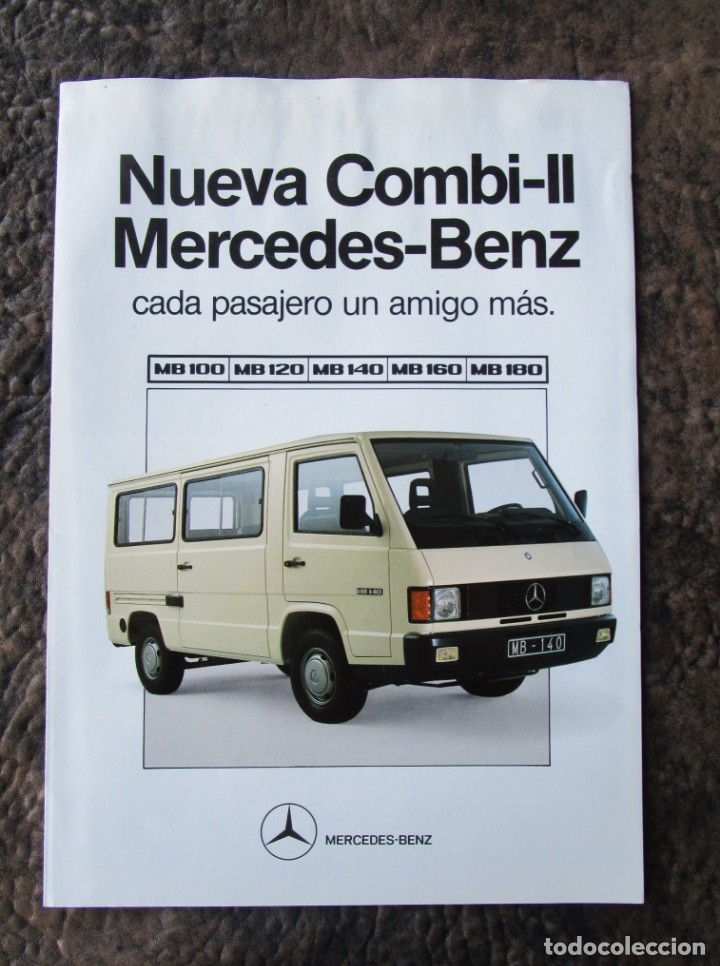 Nueva Combi-II
Mercedes-Benz
cada pasajero un amigo más.
MB 100 MB 120 MB 140 MB 160 MB 180
MB - 140
MERCEDES-BENZ
todocoleccion